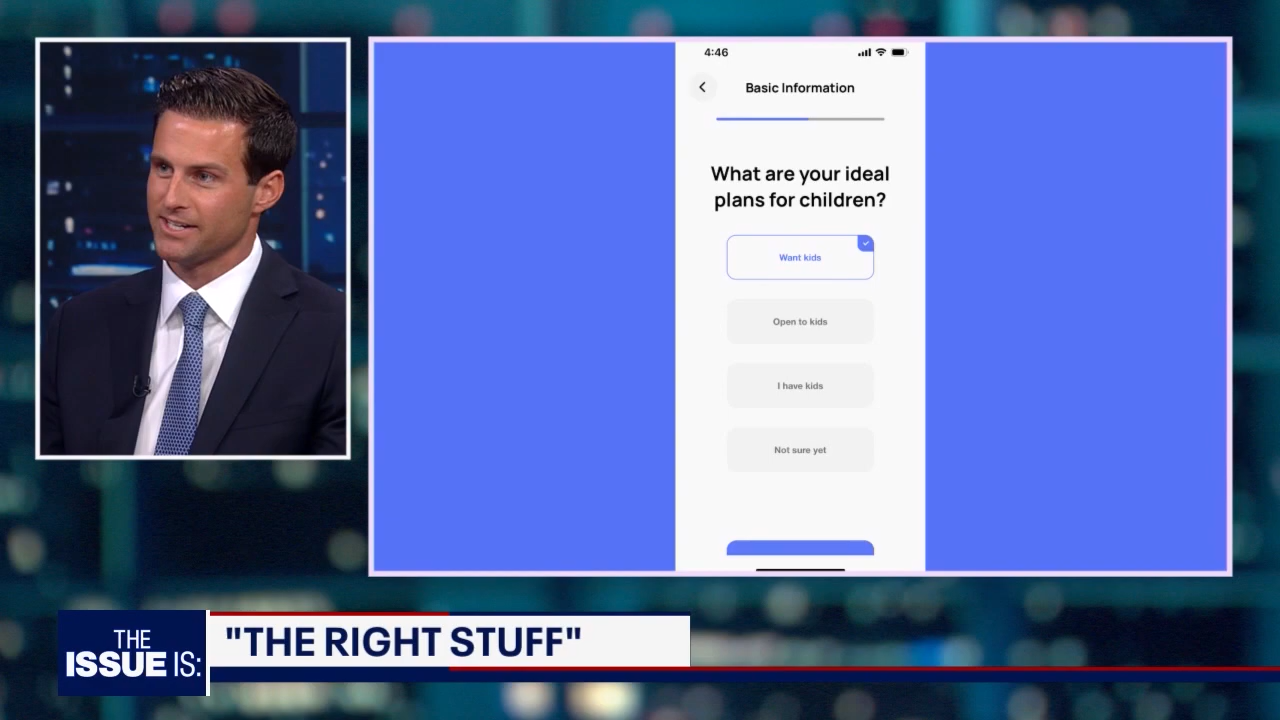 4:46
Basic Information
What are your ideal
plans for children?
Want kids
Open to kids
I have kids
Not sure yet
THE
ISSUE IS:
"THE RIGHT STUFF"